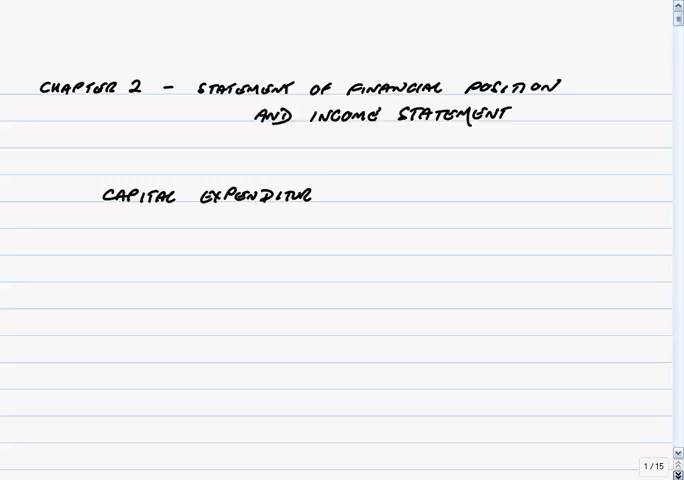 CHAPTER 2 - STATEMENT OF FINANCIAL POSITION
AND INCOME STATEMENT
CAPITAL EXPENDITUR
1 / 15